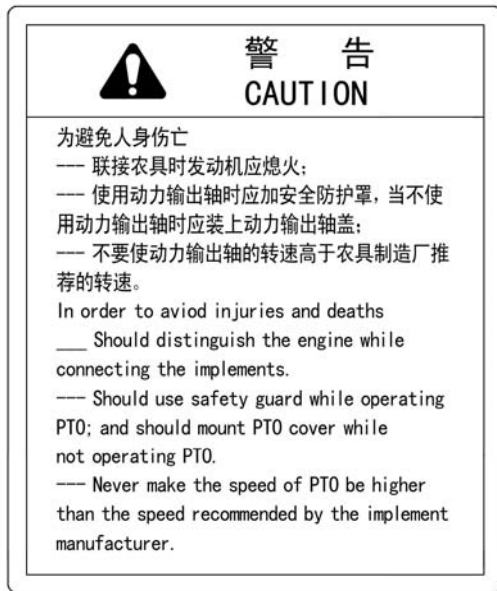 警 告
CAUTION
为避免人身伤亡
--- 联接农具时发动机应熄火;
--- 使用动力输出轴时应加安全防护罩, 当不使
用动力输出轴时应装上动力输出轴盖;
--- 不要使动力输出轴的转速高于农具制造厂推
荐的转速。
In order to aviod injuries and deaths
___ Should distinguish the engine while
connecting the implements.
--- Should use safety guard while operating
PTO; and should mount PTO cover while
not operating PTO.
--- Never make the speed of PTO be higher
than the speed recommended by the implement
manufacturer.